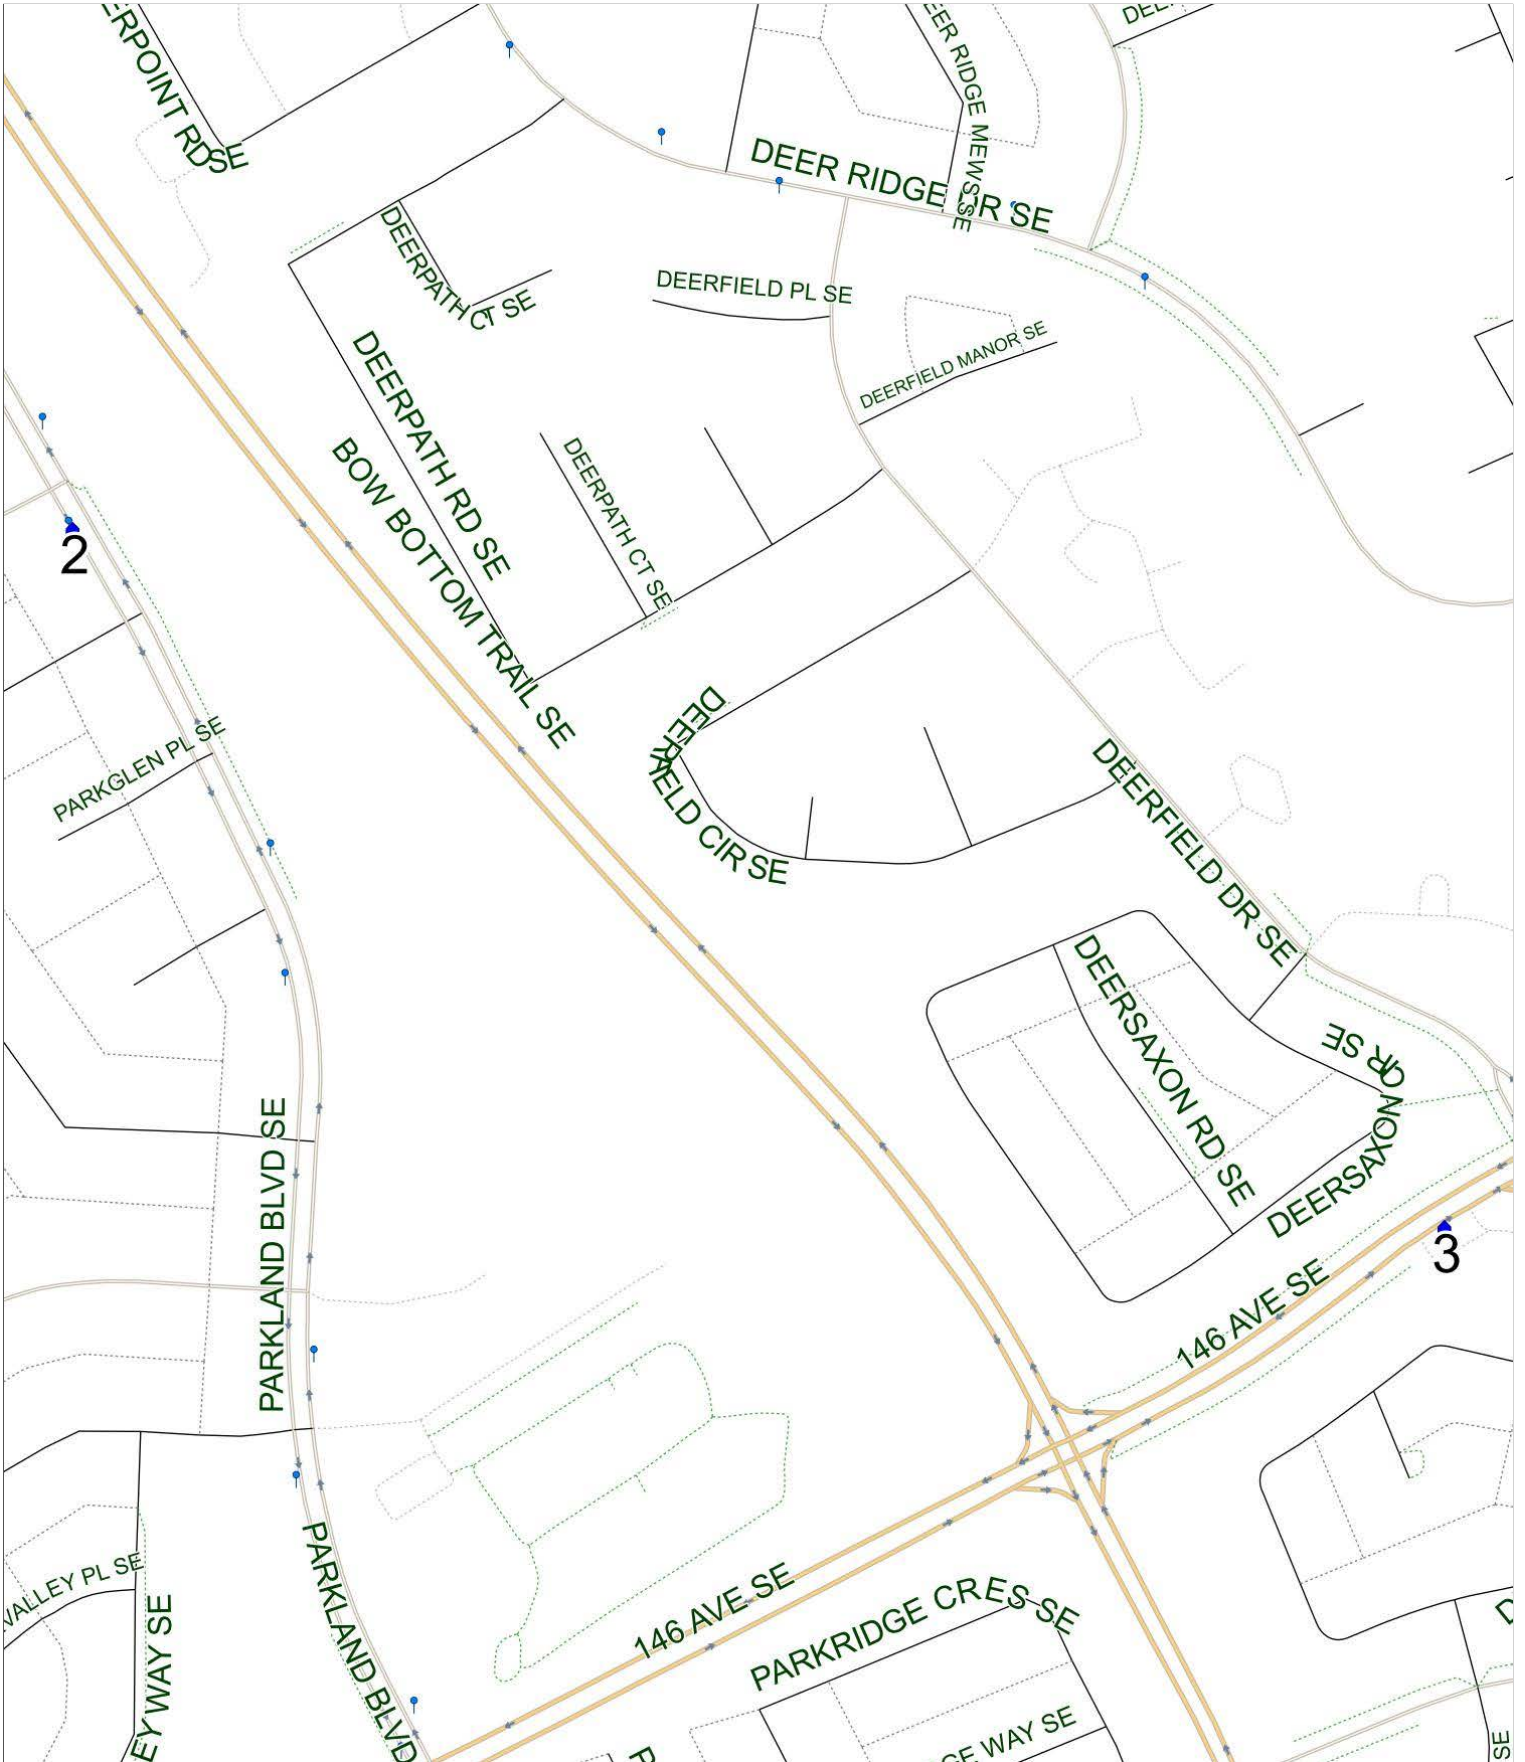 ERPOINT RD SE
DEER RIDGE MEWS SE
DEER RIDGE DR SE
DEERPATH CT SE
DEERFIELD PL SE
DEERFIELD MANOR SE
DEERPATH RD SE
BOW BOTTOM TRAIL SE
DEERPATH CT SE
2
PARKGLEN PL SE
DEERFIELD CIR SE
DEERFIELD DR SE
DEERSAXON RD SE
DEERSAXON CIR SE
PARKLAND BLVD SE
3
146 AVE SE
146 AVE SE
PARKRIDGE CRES SE
VALLEY PL SE
EY WAY SE
PARKLAND BLVD
GE WAY SE
SE